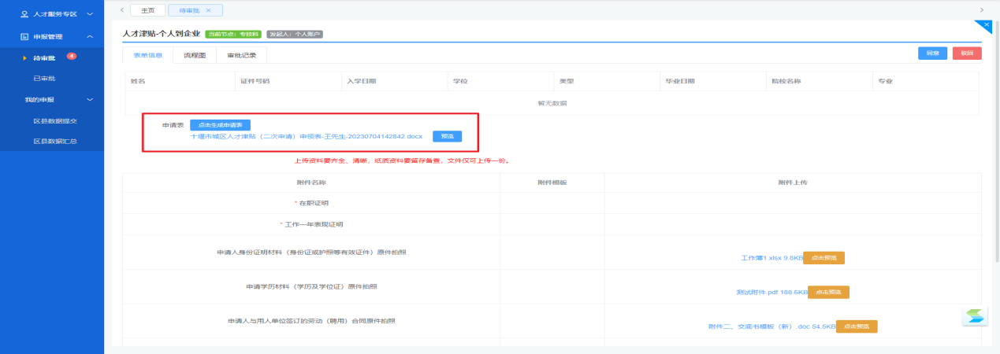 人才服务专区
主页 待审批 ×
申报管理
人才津贴-个人到企业 当前节点：专技科 发起人：个人账户
待审批 4
表单信息 流程图 审批记录 同意 驳回
已审批
姓名 证件号码 入学日期 学位 类型 毕业日期 院校名称 专业
我的申报
暂无数据
区县数据提交
申请表 点击生成申请表
十堰市城区人才津贴（二次申请）申领表-王先生-20230704142842.docx 预览
区县数据汇总
上传资料要齐全、清晰，纸质资料要留存备查，文件仅可上传一份。
附件名称 附件模板 附件上传
* 在职证明
* 工作一年表现证明
申请人身份证明材料（身份证或护照等有效证件）原件拍照 工作簿1.xlsx 9.8KB 点击预览
申请学历材料（学历及学位证）原件拍照 测试附件.pdf 188.6KB 点击预览
申请人与用人单位签订的劳动（聘用）合同原件拍照 附件二、交底书模板（新）.doc 54.5KB 点击预览